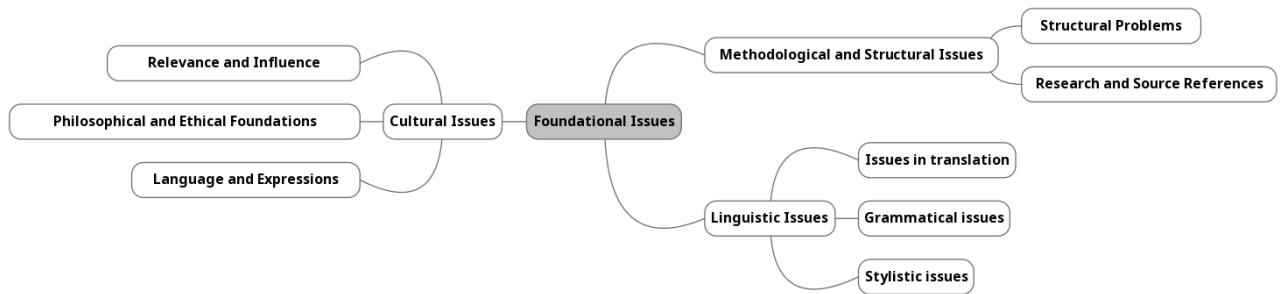 Structural Problems
Methodological and Structural Issues
Relevance and Influence
Research and Source References
Philosophical and Ethical Foundations
Cultural Issues
Foundational Issues
Issues in translation
Language and Expressions
Linguistic Issues
Grammatical issues
Stylistic issues